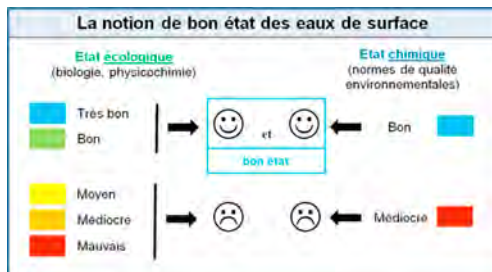 La notion de bon état des eaux de surface
Etat écologique
(biologie, physicochimie)
Etat chimique
(normes de qualité
environnementales)
Très bon
Bon
et
bon état
Bon
Moyen
Médiocre
Mauvais
Médiocre